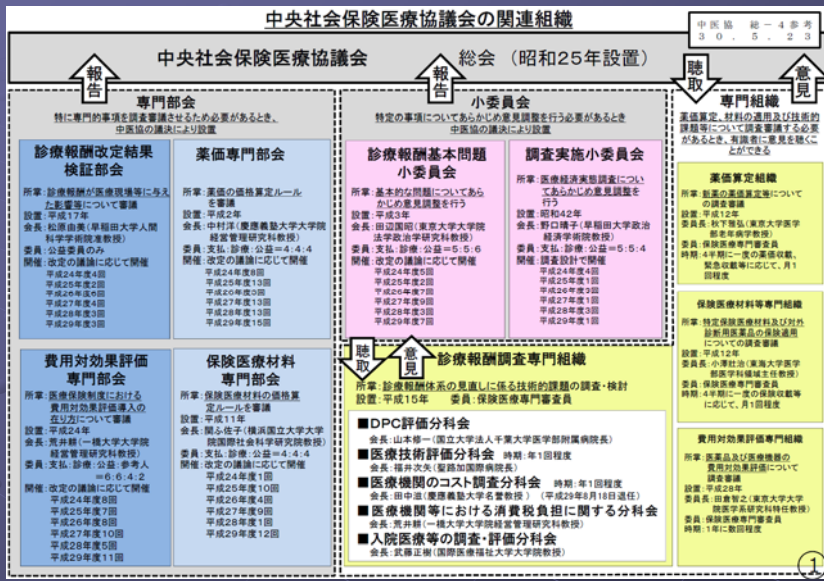 中央社会保険医療協議会の関連組織
中医協 総－4参考
30．5．23
中央社会保険医療協議会　総会 （昭和25年設置）
報告
報告
聴取
意見
専門部会
特に専門的事項を調査審議させるため必要があるとき、
中医協の議決により設置
診療報酬改定結果
検証部会
所掌：診療報酬が医療現場等に与え
た影響等について審議
設置：平成17年
会長：松原由美（早稲田大学人間
科学学術院准教授）
委員：公益委員のみ
開催：改定の議論に応じて開催
平成24年度4回
平成25年度2回
平成26年度6回
平成27年度4回
平成28年度3回
平成29年度3回
薬価専門部会
所掌：薬価の価格算定ルール
を審議
設置：平成2年
会長：中村洋（慶應義塾大学大学院
経営管理研究科教授）
委員：支払：診療：公益＝4：4：4
開催：改定の議論に応じて開催
平成24年度8回
平成25年度13回
平成26年度3回
平成27年度13回
平成28年度13回
平成29年度15回
費用対効果評価
専門部会
所掌：医療保険制度における
費用対効果評価導入の
在り方について審議
設置：平成24年
会長：荒井耕（一橋大学大学院
経営管理研究科教授）
委員：支払：診療：公益：参考人
＝6：6：4：2
開催：改定の議論に応じて開催
平成24年度8回
平成25年度7回
平成26年度8回
平成27年度10回
平成28年度5回
平成29年度11回
保険医療材料
専門部会
所掌：保険医療材料の価格算
定ルールを審議
設置：平成11年
会長：関ふ佐子（横浜国立大学大学
院国際社会科学研究院教授）
委員：支払：診療：公益＝4：4：4
開催：改定の議論に応じて開催
平成24年度1回
平成25年度10回
平成26年度4回
平成27年度9回
平成28年度1回
平成29年度12回
小委員会
特定の事項についてあらかじめ意見調整を行う必要があるとき
中医協の議決により設置
診療報酬基本問題
小委員会
所掌：基本的な問題についてあら
かじめ意見調整を行う
設置：平成3年
会長：田辺国昭（東京大学大学院
法学政治学研究科教授）
委員：支払：診療：公益＝5：5：6
開催：改定の議論に応じて開催
平成24年度5回
平成25年度6回
平成26年度7回
平成27年度9回
平成28年度3回
平成29年度7回
調査実施小委員会
所掌：医療経済実態調査につい
てあらかじめ意見調整を
行う
設置：昭和42年
会長：野口晴子（早稲田大学政治
経済学術院教授）
委員：支払：診療：公益＝5：5：4
開催：調査設計で開催
平成24年度4回
平成25年度1回
平成26年度3回
平成27年度1回
平成28年度3回
平成29年度1回
聴取
意見
診療報酬調査専門組織
所掌：診療報酬体系の見直しに係る技術的課題の調査・検討
設置：平成15年　委員：保険医療専門審査員
■DPC評価分科会
会長：山本修一（国立大学法人千葉大学医学部附属病院長）
■医療技術評価分科会 時期：年1回程度
会長：福井次矢（聖路加国際病院長）
■医療機関のコスト調査分科会 時期：年1回程度
会長：田中滋（慶應義塾大学名誉教授） （平成29年8月18日退任）
■医療機関等における消費税負担に関する分科会
会長：荒井耕（一橋大学大学院経営管理研究科教授）
■入院医療等の調査・評価分科会
会長：武藤正樹（国際医療福祉大学大学院教授）
専門組織
薬価算定、材料の適用及び技術的
課題等について調査審議する必要
があるとき、有識者に意見を聴くこ
とができる
薬価算定組織
所掌：新薬の薬価算定等について
の調査審議
設置：平成12年
委員長：秋下雅弘（東京大学医学
部老年病学教授）
委員：保険医療専門審査員
時期：4半期に一度の薬価収載、
緊急収載等に応じて、月1
回程度
保険医療材料等専門組織
所掌：特定保険医療材料及び対外
診断用医薬品の保険適用
についての調査審議
設置：平成12年
委員長：小澤壯治（東海大学医学
部医学科領域主任教授）
委員：保険医療専門審査員
時期：4半期に一度の保険収載等
に応じて、月1回程度
費用対効果評価専門組織
所掌：医薬品及び医療機器の
費用対効果評価について
調査審議
設置：平成28年
委員長：田倉智之（東京大学大学
院医学系研究科特任教授）
委員：保険医療専門審査員
時期：1年に数回程度
①